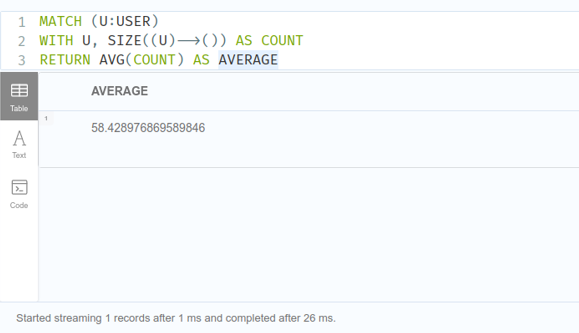 1 MATCH (U:USER)
2 WITH U, SIZE((U)-->()) AS COUNT
3 RETURN AVG(COUNT) AS AVERAGE
Table
AVERAGE
1
58.428976869589846
Text
Code
Started streaming 1 records after 1 ms and completed after 26 ms.